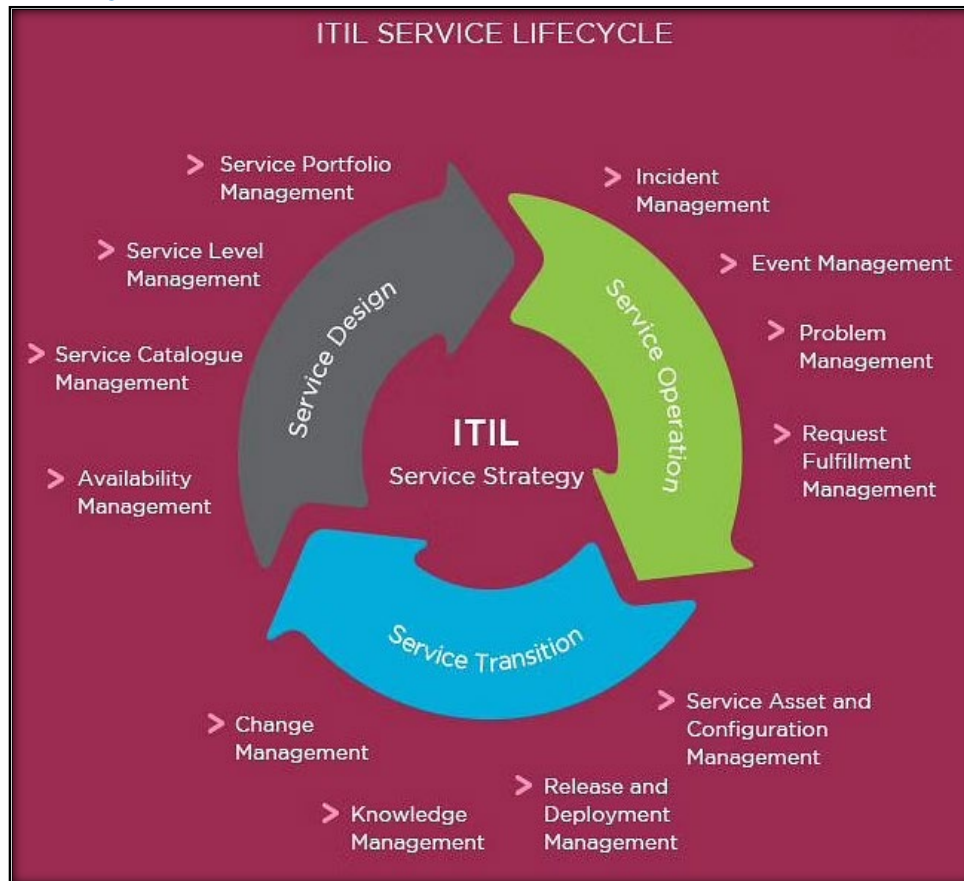 ITIL SERVICE LIFECYCLE
Service Portfolio
Management
Service Level
Management
Service Catalogue
Management
Availability
Management
Service Design
Incident
Management
Event Management
Problem
Management
Request
Fulfillment
Management
Service Operation
ITIL
Service Strategy
Service Transition
Change
Management
Knowledge
Management
Release and
Deployment
Management
Service Asset and
Configuration
Management